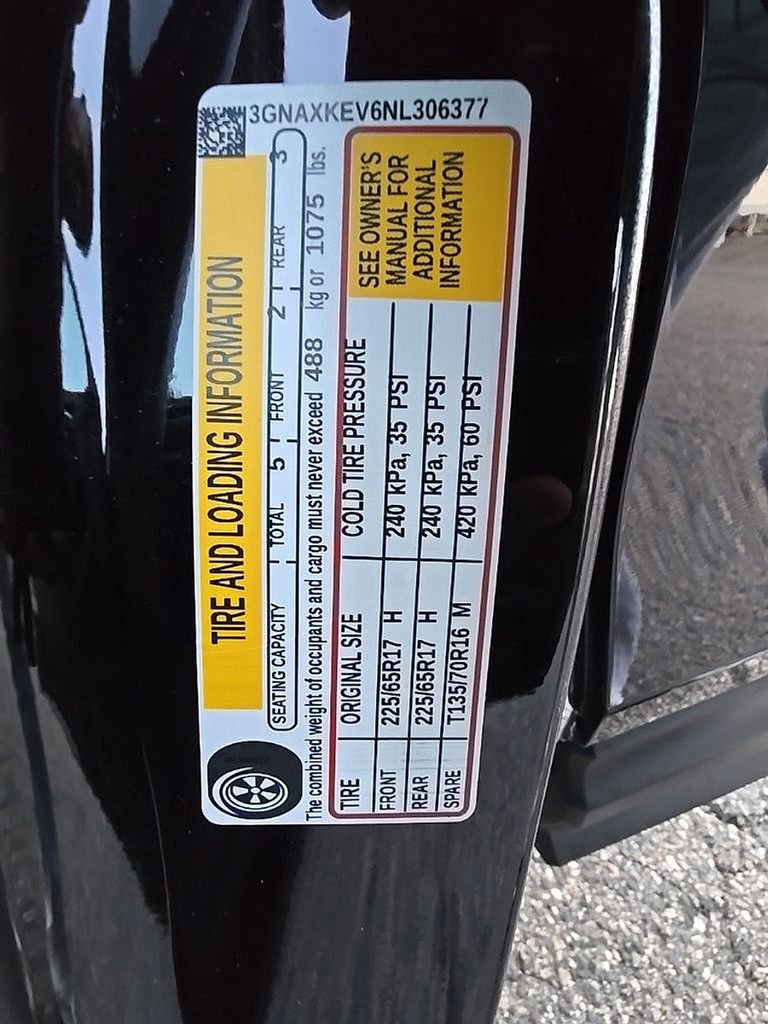 3GNAXKEV6NL306377
TIRE AND LOADING INFORMATION
SEATING CAPACITY TOTAL 5 FRONT 2 REAR 3
The combined weight of occupants and cargo must never exceed 488 kg or 1075 lbs.
TIRE ORIGINAL SIZE COLD TIRE PRESSURE
FRONT 225/65R17 H 240 kPa, 35 PSI
REAR 225/65R17 H 240 kPa, 35 PSI
SPARE T135/70R16 M 420 kPa, 60 PSI
SEE OWNER'S
MANUAL FOR
ADDITIONAL
INFORMATION